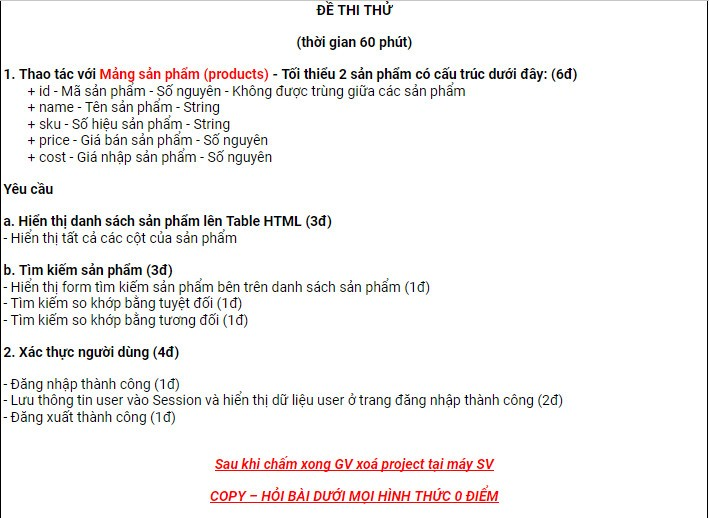 ĐỀ THI THỬ
(thời gian 60 phút)
1. Thao tác với Mảng sản phẩm (products) - Tối thiểu 2 sản phẩm có cấu trúc dưới đây: (6đ)
+ id - Mã sản phẩm - Số nguyên - Không được trùng giữa các sản phẩm
+ name - Tên sản phẩm - String
+ sku - Số hiệu sản phẩm - String
+ price - Giá bán sản phẩm - Số nguyên
+ cost - Giá nhập sản phẩm - Số nguyên
Yêu cầu
a. Hiển thị danh sách sản phẩm lên Table HTML (3đ)
- Hiển thị tất cả các cột của sản phẩm
b. Tìm kiếm sản phẩm (3đ)
- Hiển thị form tìm kiếm sản phẩm bên trên danh sách sản phẩm (1đ)
- Tìm kiếm so khớp bằng tuyệt đối (1đ)
- Tìm kiếm so khớp bằng tương đối (1đ)
2. Xác thực người dùng (4đ)
- Đăng nhập thành công (1đ)
- Lưu thông tin user vào Session và hiển thị dữ liệu user ở trang đăng nhập thành công (2đ)
- Đăng xuất thành công (1đ)
Sau khi chấm xong GV xoá project tại máy SV
COPY – HỎI BÀI DƯỚI MỌI HÌNH THỨC 0 ĐIỂM